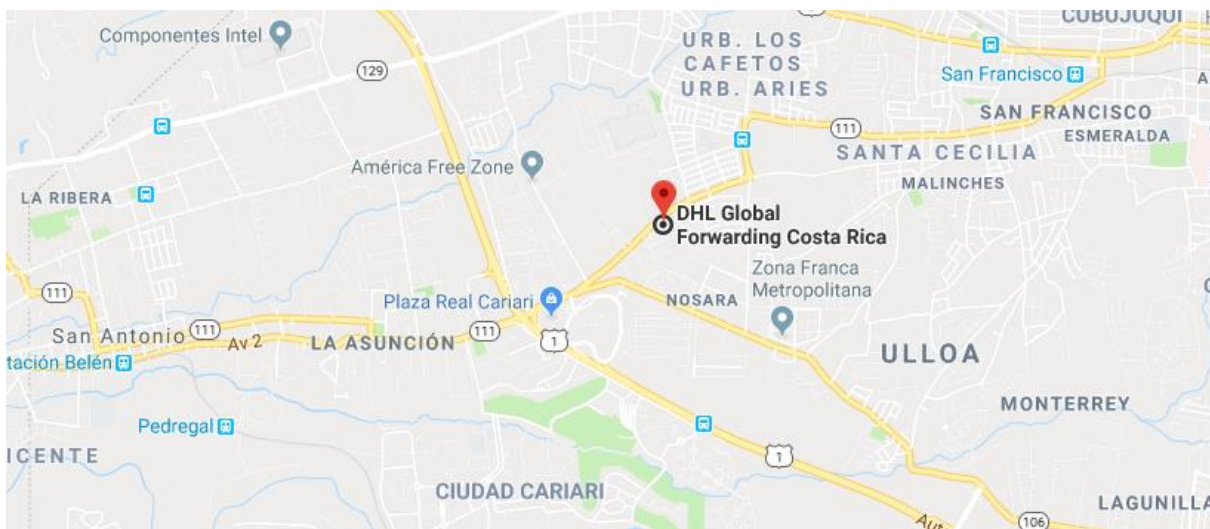 CUBUJUQUI
Componentes Intel
URB. LOS
CAFETOS
URB. ARIES
129
San Francisco
SAN FRANCISCO
111
ESMERALDA
SANTA CECILIA
América Free Zone
MALINCHES
LA RIBERA
DHL Global
Forwarding Costa Rica
Zona Franca
Metropolitana
111
Plaza Real Cariari
NOSARA
San Antonio
111
Av 2
LA ASUNCIÓN
111
1
ULLOA
tación Belén
MONTERREY
Pedregal
ICENTE
1
CIUDAD CARIARI
LAGUNILLA
106
Aut